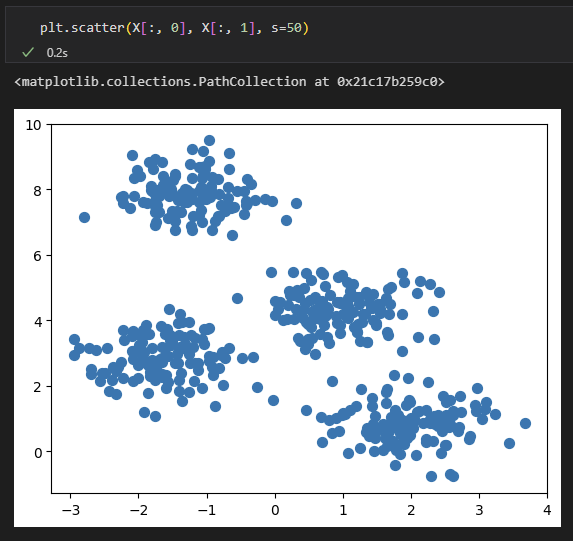 plt.scatter(X[:, 0], X[:, 1], s=50)
0.2s
<matplotlib.collections.PathCollection at 0x21c17b259c0>
10
8
6
4
2
0
−3 −2 −1 0 1 2 3 4